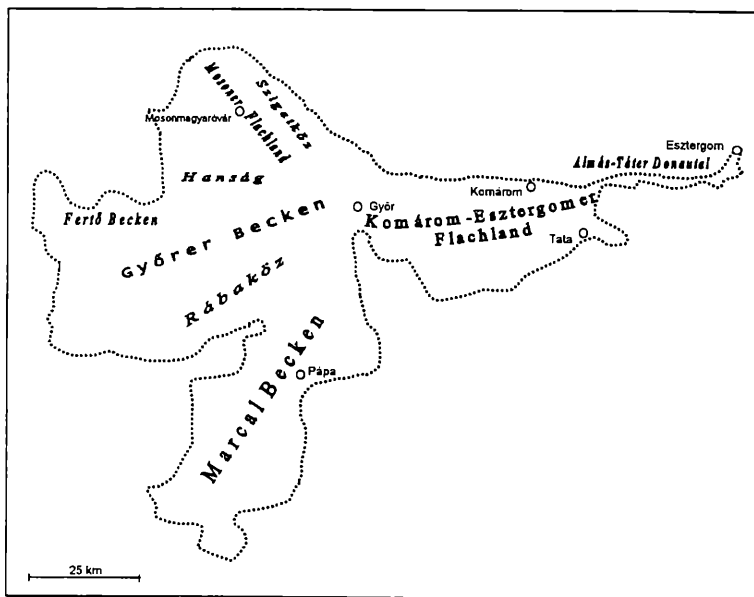 Mosoner Flachland
Szigetköz
Mosonmagyaróvár
Esztergom
Almás-Táter Donautal
Hanság
Komárom
Fertő Becken
Győr
Komárom-Esztergomer
Flachland
Győrer Becken
Tata
Rábaköz
Marcal Becken
Pápa
25 km